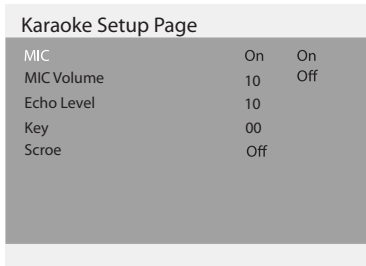 Karaoke Setup Page
MIC On On
MIC Volume 10 Off
Echo Level 10
Key 00
Scroe Off